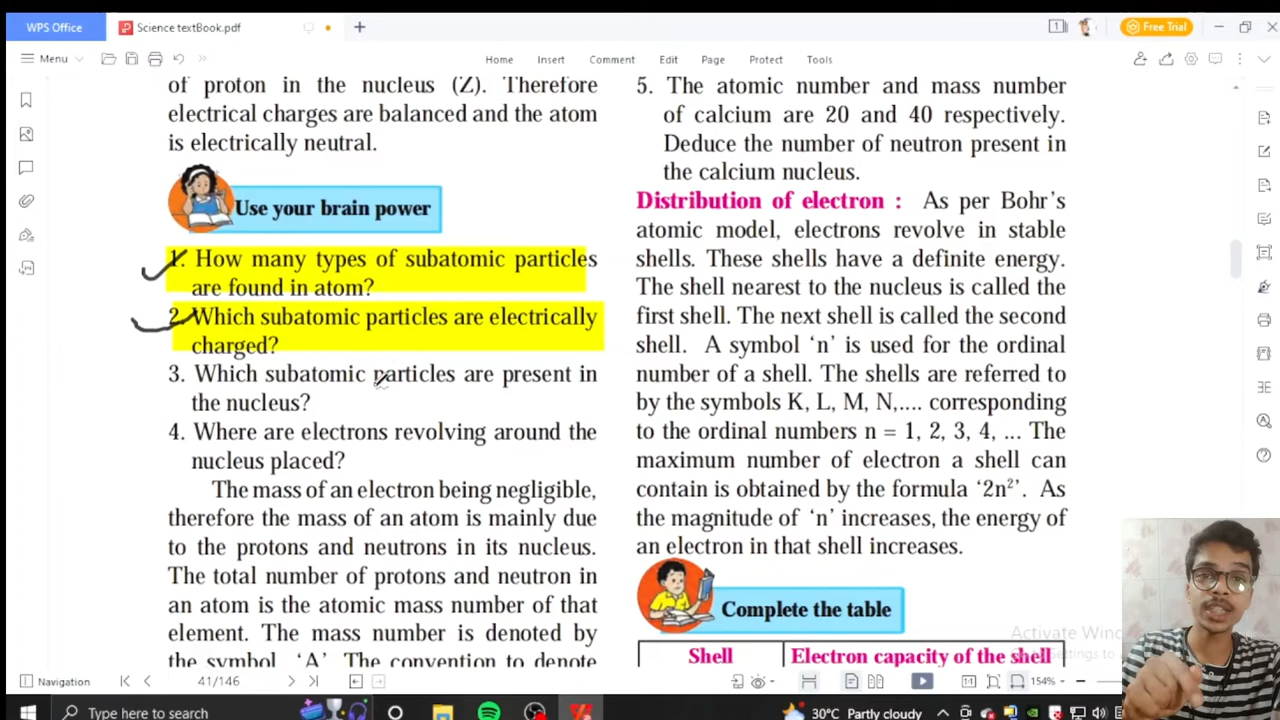 WPS Office
Science textBook.pdf
Free Trial
Menu
Home Insert Comment Edit Page Protect Tools
of proton in the nucleus (Z). Therefore
electrical charges are balanced and the atom
is electrically neutral.
Use your brain power
1. How many types of subatomic particles
are found in atom?
2. Which subatomic particles are electrically
charged?
3. Which subatomic particles are present in
the nucleus?
4. Where are electrons revolving around the
nucleus placed?
The mass of an electron being negligible,
therefore the mass of an atom is mainly due
to the protons and neutrons in its nucleus.
The total number of protons and neutron in
an atom is the atomic mass number of that
element. The mass number is denoted by
the symbol 'A' The convention to denote
5. The atomic number and mass number
of calcium are 20 and 40 respectively.
Deduce the number of neutron present in
the calcium nucleus.
Distribution of electron : As per Bohr's
atomic model, electrons revolve in stable
shells. These shells have a definite energy.
The shell nearest to the nucleus is called the
first shell. The next shell is called the second
shell. A symbol 'n' is used for the ordinal
number of a shell. The shells are referred to
by the symbols K, L, M, N,.... corresponding
to the ordinal numbers n = 1, 2, 3, 4, ... The
maximum number of electron a shell can
contain is obtained by the formula '2n²'. As
the magnitude of 'n' increases, the energy of
an electron in that shell increases.
Complete the table
Shell Electron capacity of the shell
Activate Wind
to Settings to
Navigation
41/146
154%
Type here to search
30°C Partly cloudy